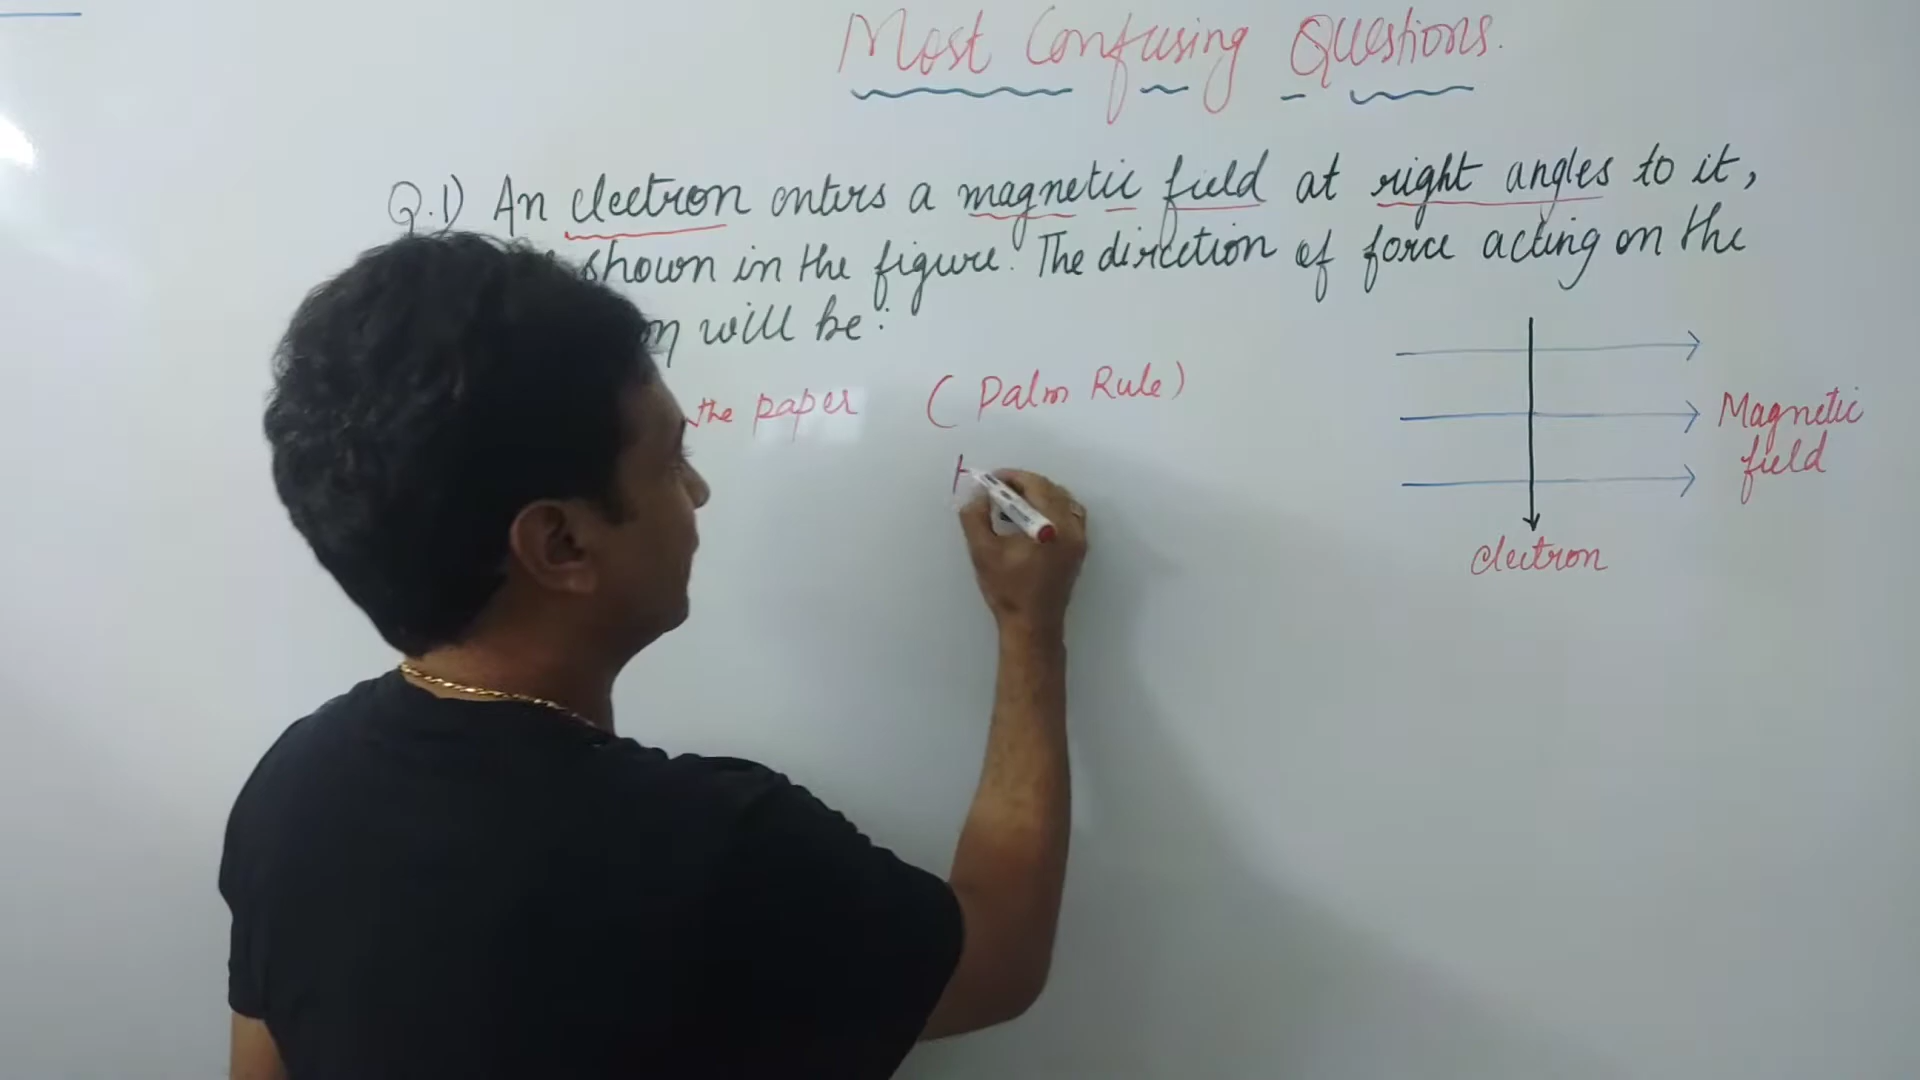 Most Confusing Questions.
Q.1) An electron enters a magnetic field at right angles to it,
shown in the figure. The direction of force acting on the
will be:
the paper (Palm Rule)
Magnetic
field
electron